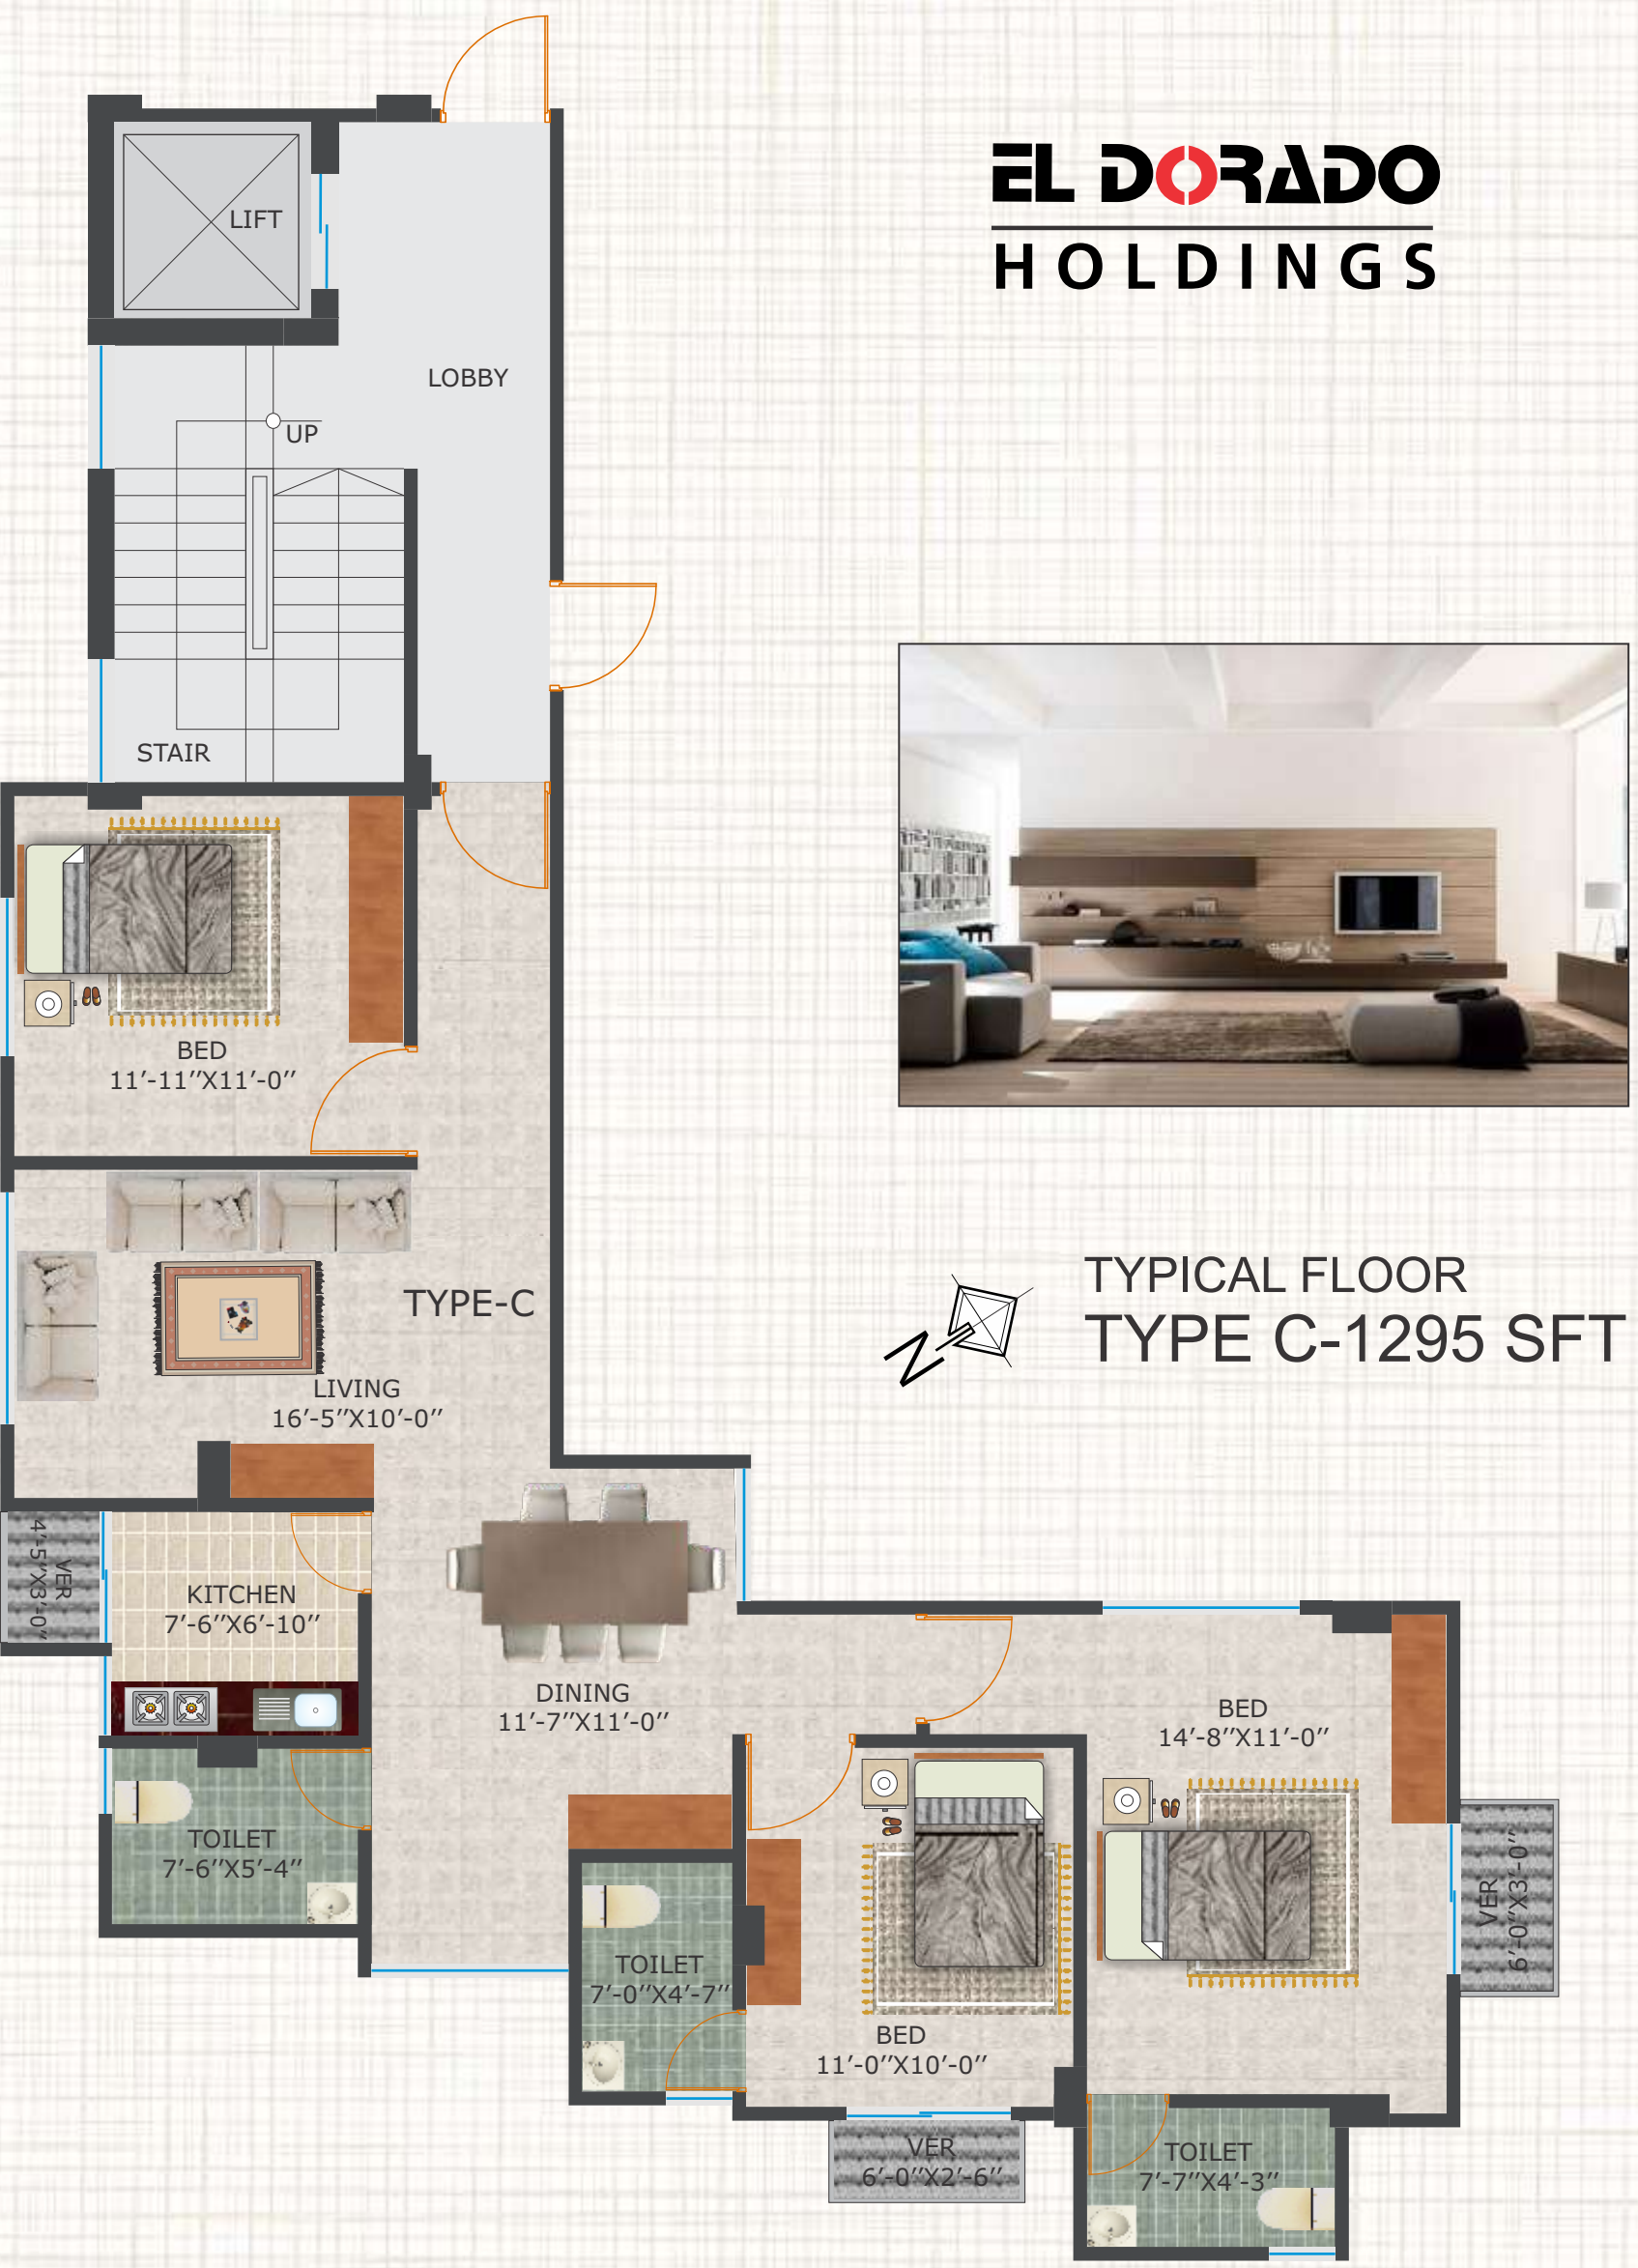 EL DORADO
HOLDINGS
LIFT
LOBBY
UP
STAIR
BED
11’-11”X11’-0”
TYPE-C
LIVING
16’-5”X10’-0”
N
TYPICAL FLOOR
TYPE C-1295 SFT
VER
4’-5”X3’-0”
KITCHEN
7’-6”X6’-10”
DINING
11’-7”X11’-0”
BED
14’-8”X11’-0”
TOILET
7’-6”X5’-4”
VER
6’-0”X3’-0”
TOILET
7’-0”X4’-7”
BED
11’-0”X10’-0”
VER
6’-0”X2’-6”
TOILET
7’-7”X4’-3”